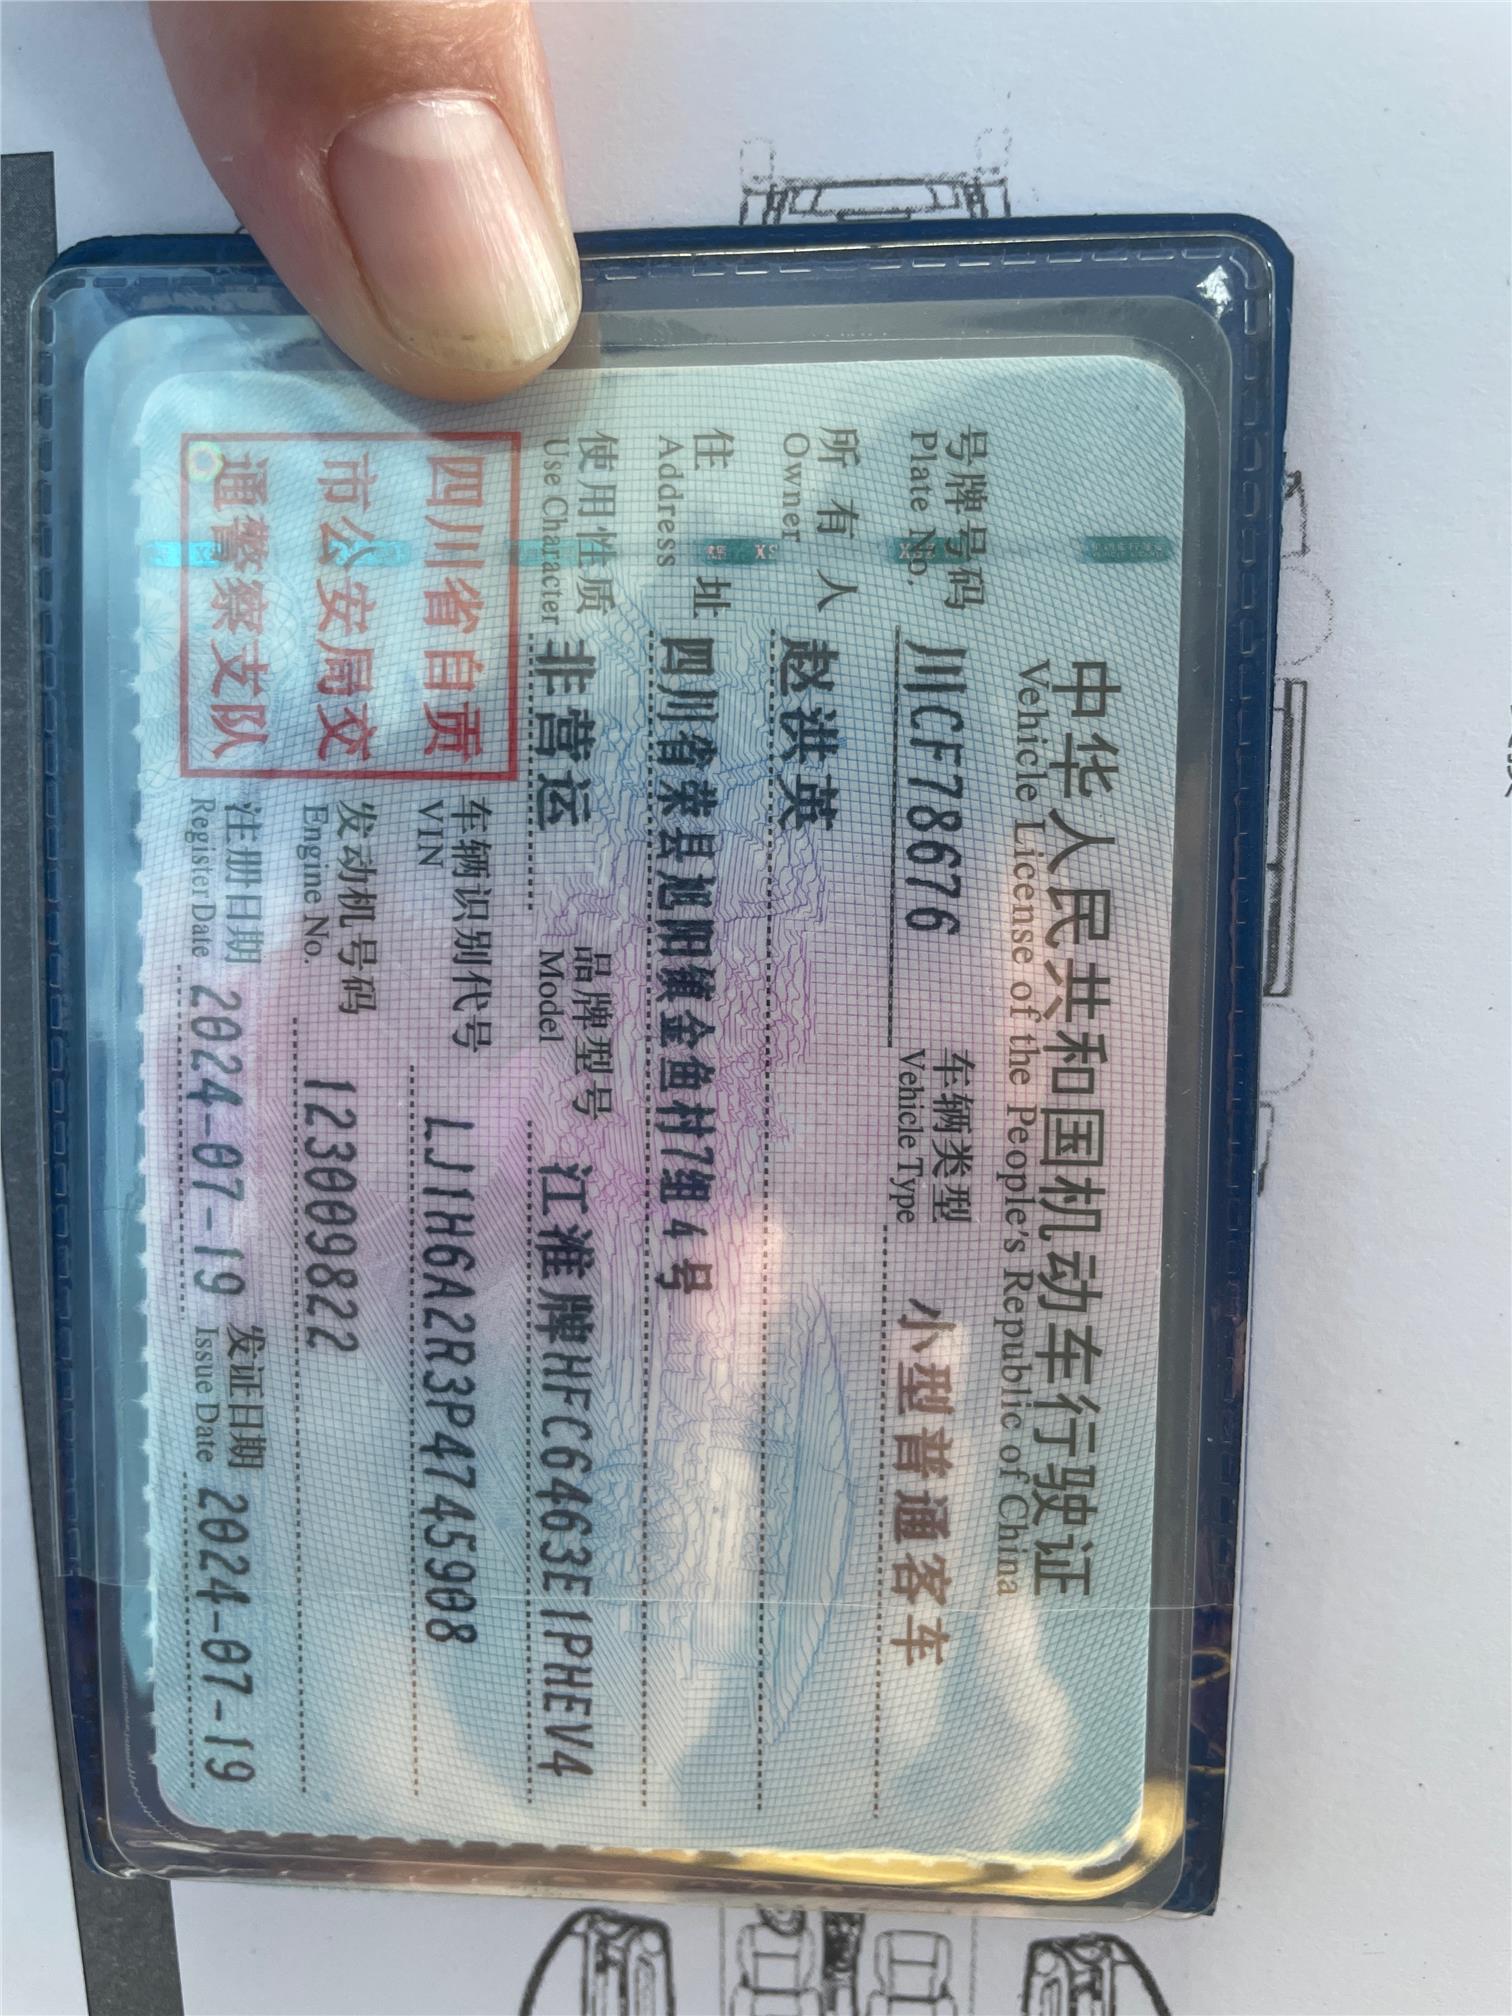 中华人民共和国机动车行驶证
Vehicle License of the People's Republic of China
号牌号码 川CF78676 车辆类型 小型普通客车
Plate No. Vehicle Type
所有人 赵洪英
Owner
住址 四川省荣县旭阳镇金鱼村7组4号
Address
使用性质 非营运 品牌型号 江淮牌HFC6463E1PHEV4
Use Character Model
四川省自贡
市公安局交
通警察支队
车辆识别代号 LJ1H6A2R3P4745908
VIN
发动机号码 123009822
Engine No.
注册日期 2024-07-19 发证日期 2024-07-19
Register Date Issue Date